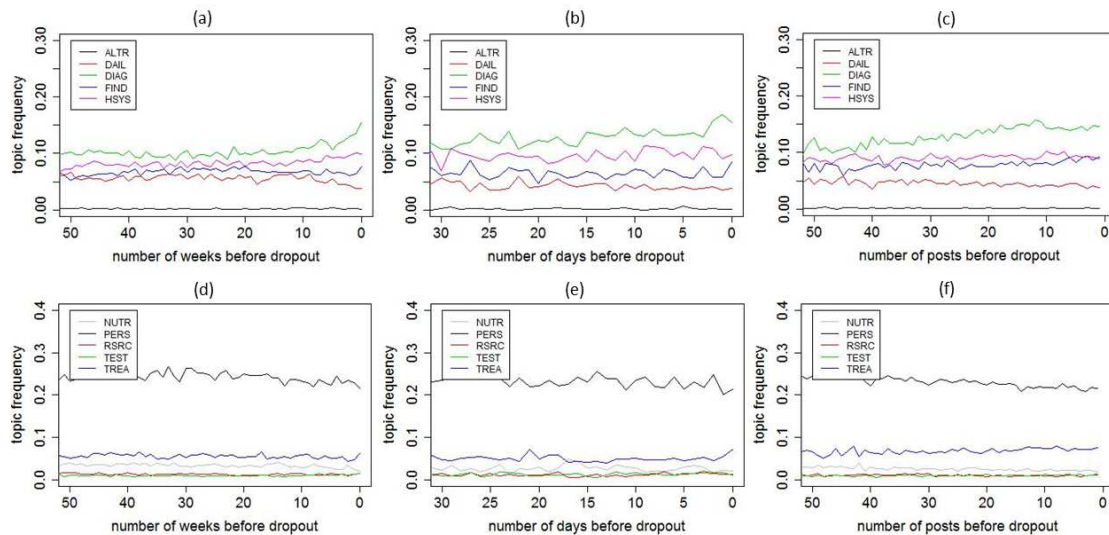 (a)
topic frequency
0.00 0.10 0.20 0.30
ALTR
DAIL
DIAG
FIND
HSYS
50 40 30 20 10 0
number of weeks before dropout
(b)
topic frequency
0.00 0.10 0.20 0.30
ALTR
DAIL
DIAG
FIND
HSYS
30 25 20 15 10 5 0
number of days before dropout
(c)
topic frequency
0.00 0.10 0.20 0.30
ALTR
DAIL
DIAG
FIND
HSYS
50 40 30 20 10 0
number of posts before dropout
(d)
topic frequency
0.0 0.1 0.2 0.3 0.4
NUTR
PERS
RSRC
TEST
TREA
50 40 30 20 10 0
number of weeks before dropout
(e)
topic frequency
0.0 0.1 0.2 0.3 0.4
NUTR
PERS
RSRC
TEST
TREA
30 25 20 15 10 5 0
number of days before dropout
(f)
topic frequency
0.0 0.1 0.2 0.3 0.4
NUTR
PERS
RSRC
TEST
TREA
50 40 30 20 10 0
number of posts before dropout